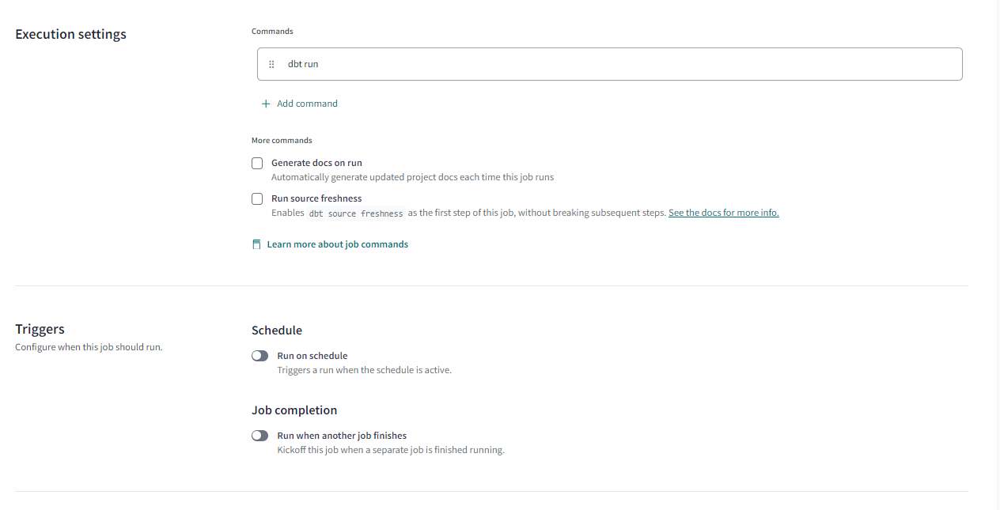 Execution settings
Commands
dbt run
Add command
More commands
Generate docs on run
Automatically generate updated project docs each time this job runs
Run source freshness
Enables dbt source freshness as the first step of this job, without breaking subsequent steps. See the docs for more info.
Learn more about job commands
Triggers
Configure when this job should run.
Schedule
Run on schedule
Triggers a run when the schedule is active.
Job completion
Run when another job finishes
Kickoff this job when a separate job is finished running.